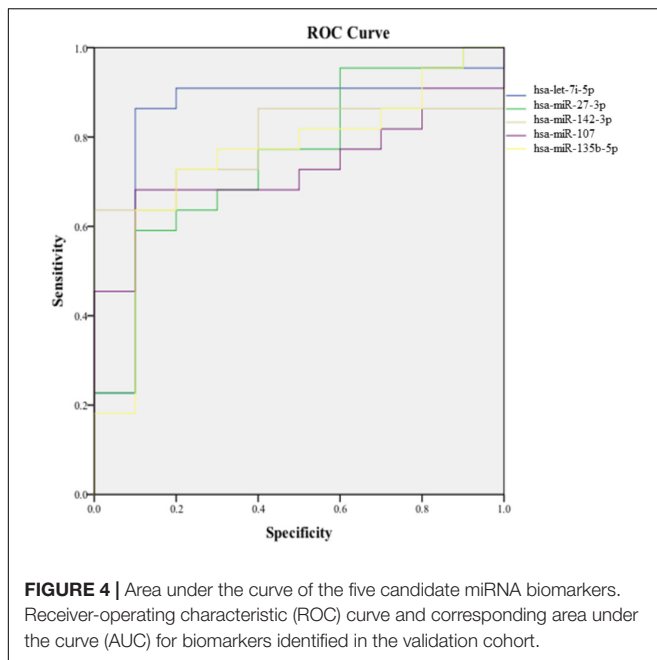 ROC Curve
1.0
0.8
0.6
0.4
0.2
0.0
Sensitivity
0.0 0.2 0.4 0.6 0.8 1.0
Specificity
hsa-let-7i-5p
hsa-miR-27-3p
hsa-miR-142-3p
hsa-miR-107
hsa-miR-135b-5p
FIGURE 4 | Area under the curve of the five candidate miRNA biomarkers.
Receiver-operating characteristic (ROC) curve and corresponding area under
the curve (AUC) for biomarkers identified in the validation cohort.